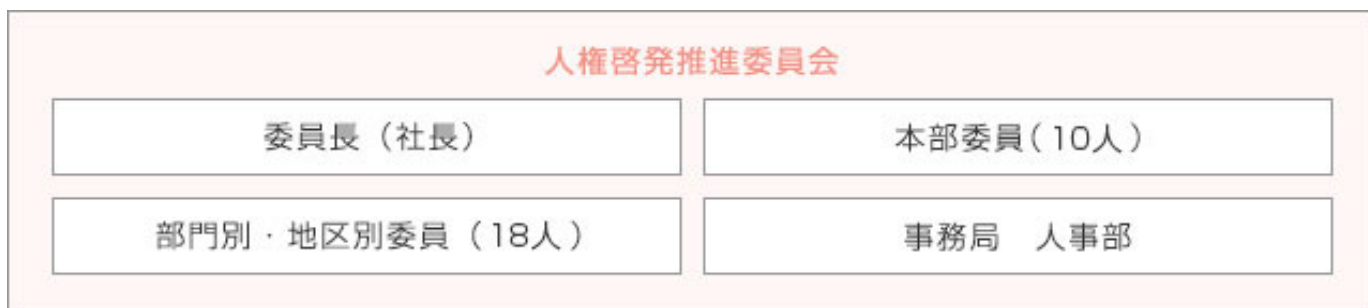 人権啓発推進委員会
委員長（社長）
本部委員（10人）
部門別・地区別委員（18人）
事務局　人事部